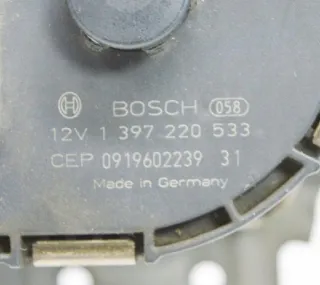 BOSCH 058
12V 1 397 220 533
CEP 0919602239 31
Made in Germany